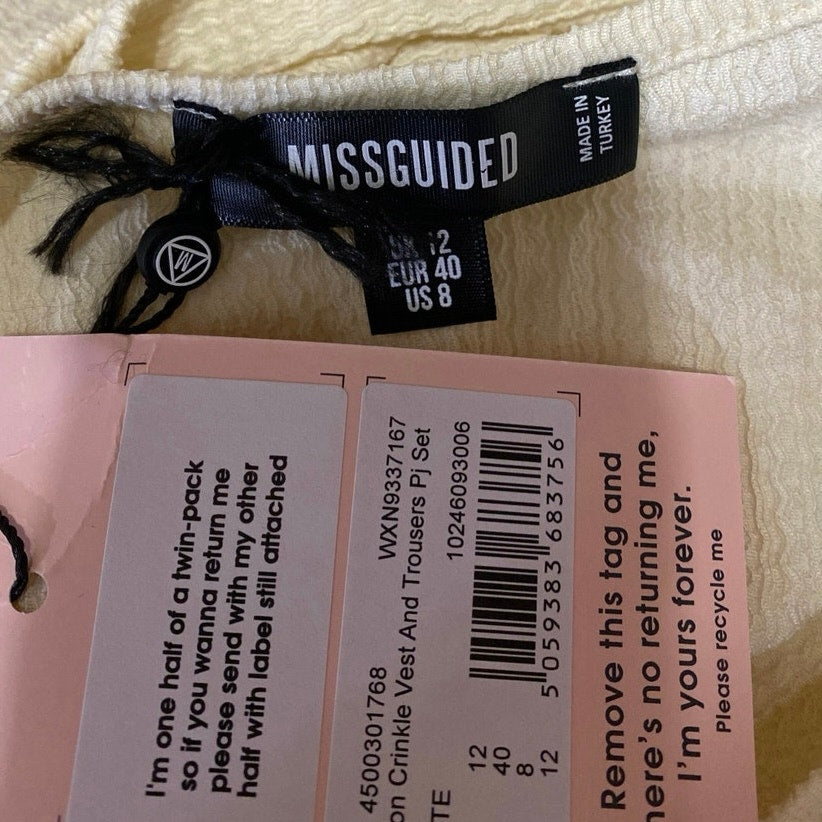 MISSGUIDED
MADE IN
TURKEY
UK 12
EUR 40
US 8
M
I'm one half of a twin-pack
so if you wanna return me
please send with my other
half with label still attached
4500301768 WXN9337167
on Crinkle Vest And Trousers Pj Set
10246093006
TE
12
40
8
12
5 059383 683756
Remove this tag and
here's no returning me,
I'm yours forever.
Please recycle me